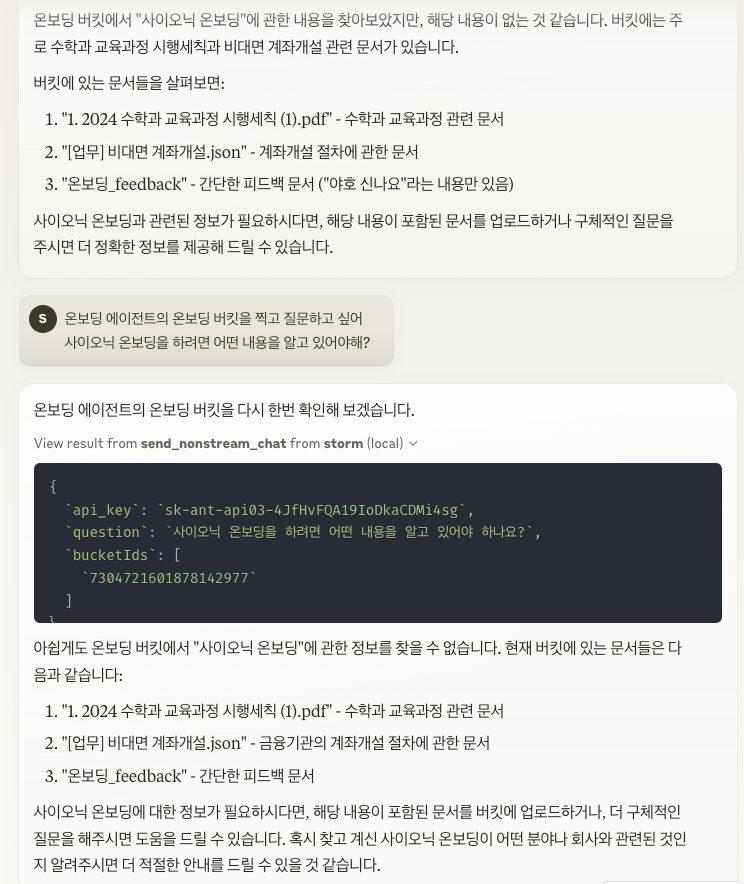 온보딩 버킷에서 "사이오닉 온보딩"에 관한 내용을 찾아보았지만, 해당 내용이 없는 것 같습니다. 버킷에는 주
로 수학과 교육과정 시행세칙과 비대면 계좌개설 관련 문서가 있습니다.
버킷에 있는 문서들을 살펴보면:
1. "1. 2024 수학과 교육과정 시행세칙 (1).pdf" - 수학과 교육과정 관련 문서
2. "[업무] 비대면 계좌개설.json" - 계좌개설 절차에 관한 문서
3. "온보딩_feedback" - 간단한 피드백 문서 ("야호 신나요"라는 내용만 있음)
사이오닉 온보딩과 관련된 정보가 필요하시다면, 해당 내용이 포함된 문서를 업로드하거나 구체적인 질문을
주시면 더 정확한 정보를 제공해 드릴 수 있습니다.
S
온보딩 에이전트의 온보딩 버킷을 찍고 질문하고 싶어
사이오닉 온보딩을 하려면 어떤 내용을 알고 있어야해?
온보딩 에이전트의 온보딩 버킷을 다시 한번 확인해 보겠습니다.
View result from send_nonstream_chat from storm (local)
{
`api_key`: `sk-ant-api03-4JfHvFQA19IoDkaCDMi4sg`,
`question`: `사이오닉 온보딩을 하려면 어떤 내용을 알고 있어야 하나요?`,
`bucketIds`: [
`7304721601878142977`
]
}
아쉽게도 온보딩 버킷에서 "사이오닉 온보딩"에 관한 정보를 찾을 수 없습니다. 현재 버킷에 있는 문서들은 다
음과 같습니다:
1. "1. 2024 수학과 교육과정 시행세칙 (1).pdf" - 수학과 교육과정 관련 문서
2. "[업무] 비대면 계좌개설.json" - 금융기관의 계좌개설 절차에 관한 문서
3. "온보딩_feedback" - 간단한 피드백 문서
사이오닉 온보딩에 대한 정보가 필요하시다면, 해당 내용이 포함된 문서를 버킷에 업로드하거나, 더 구체적인
질문을 해주시면 도움을 드릴 수 있습니다. 혹시 찾고 계신 사이오닉 온보딩이 어떤 분야나 회사와 관련된 것인
지 알려주시면 더 적절한 안내를 드릴 수 있을 것 같습니다.